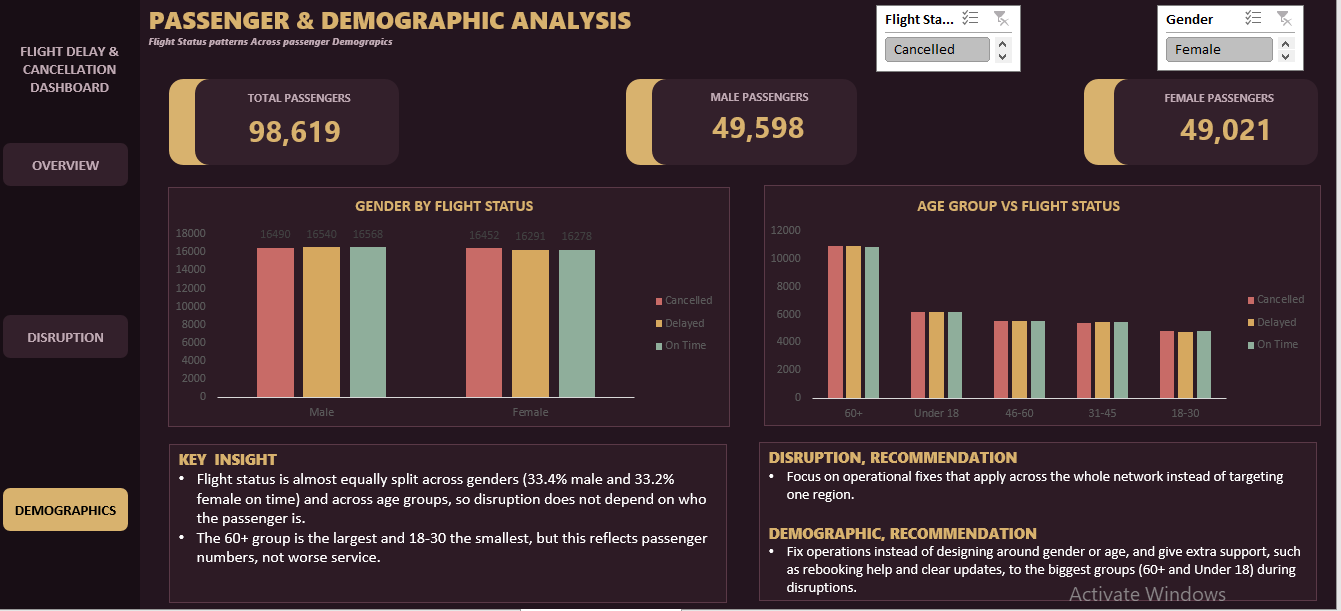 PASSENGER & DEMOGRAPHIC ANALYSIS
Flight Status patterns Across passenger Demograpics
Flight Sta...
Cancelled
Gender
Female
FLIGHT DELAY &
CANCELLATION
DASHBOARD
OVERVIEW
DISRUPTION
DEMOGRAPHICS
TOTAL PASSENGERS
98,619
MALE PASSENGERS
49,598
FEMALE PASSENGERS
49,021
GENDER BY FLIGHT STATUS
18000
16000
14000
12000
10000
8000
6000
4000
2000
0
16490 16540 16568
16452 16291 16278
Male
Female
Cancelled
Delayed
On Time
AGE GROUP VS FLIGHT STATUS
12000
10000
8000
6000
4000
2000
0
60+
Under 18
46-60
31-45
18-30
Cancelled
Delayed
On Time
KEY INSIGHT
• Flight status is almost equally split across genders (33.4% male and 33.2%
female on time) and across age groups, so disruption does not depend on who
the passenger is.
• The 60+ group is the largest and 18-30 the smallest, but this reflects passenger
numbers, not worse service.
DISRUPTION, RECOMMENDATION
• Focus on operational fixes that apply across the whole network instead of targeting
one region.
DEMOGRAPHIC, RECOMMENDATION
• Fix operations instead of designing around gender or age, and give extra support, such
as rebooking help and clear updates, to the biggest groups (60+ and Under 18) during
disruptions.
Activate Windows